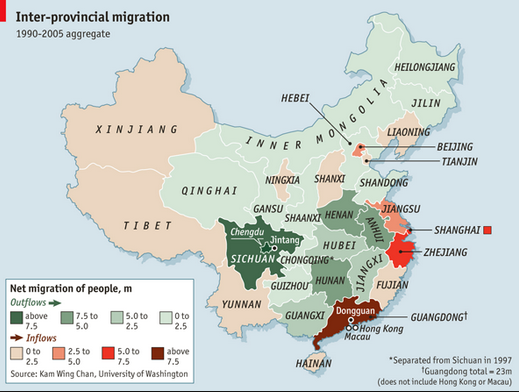 Inter-provincial migration
1990-2005 aggregate
HEILONGJIANG
JILIN
HEBEI
INNER MONGOLIA
LIAONING
XINJIANG
BEIJING
TIANJIN
NINGXIA
SHANXI
QINGHAI
SHANDONG
GANSU
SHAANXI
HENAN
JIANGSU
TIBET
Chengdu
Jintang
ANHUI
SHANGHAI
SICHUAN
CHONGQING*
HUBEI
ZHEJIANG
HUNAN
JIANGXI
GUIZHOU
FUJIAN
YUNNAN
GUANGXI
Dongguan
GUANGDONG†
Hong Kong
Macau
HAINAN
Net migration of people, m
Outflows
above 7.5
7.5 to 5.0
5.0 to 2.5
0 to 2.5
Inflows
0 to 2.5
2.5 to 5.0
5.0 to 7.5
above 7.5
Source: Kam Wing Chan, University of Washington
*Separated from Sichuan in 1997
†Guangdong total = 23m
(does not include Hong Kong or Macau)